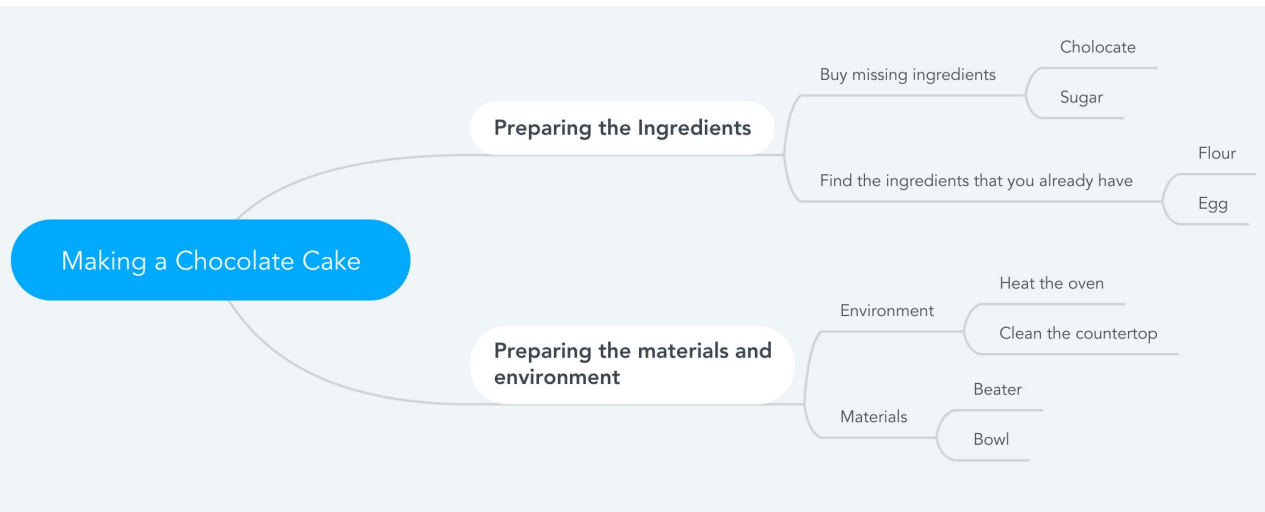 Making a Chocolate Cake
Preparing the Ingredients
Buy missing ingredients
Cholocate
Sugar
Find the ingredients that you already have
Flour
Egg
Preparing the materials and
environment
Environment
Heat the oven
Clean the countertop
Materials
Beater
Bowl